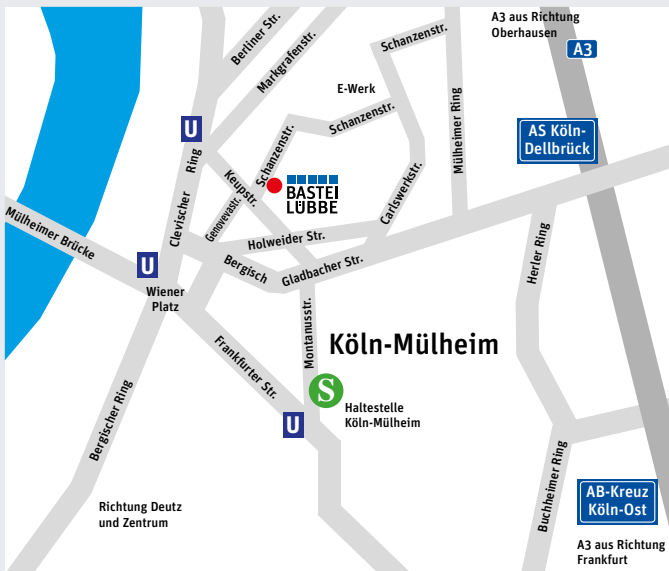 A3 aus Richtung
Oberhausen
A3
Berliner Str.
Markgrafenstr.
Schanzenstr.
E-Werk
Schanzenstr.
Mülheimer Ring
AS Köln-
Dellbrück
U
Clevischer Ring
Keupstr.
Schanzenstr.
BASTEI
LÜBBE
Carlswerkstr.
Genovevastr.
Mülheimer Brücke
Holweider Str.
Herler Ring
U
Bergisch Gladbacher Str.
Wiener
Platz
Montanusstr.
Köln-Mülheim
Frankfurter Str.
S
Haltestelle
Köln-Mülheim
U
Bergischer Ring
Buchheimer Ring
Richtung Deutz
und Zentrum
AB-Kreuz
Köln-Ost
A3 aus Richtung
Frankfurt